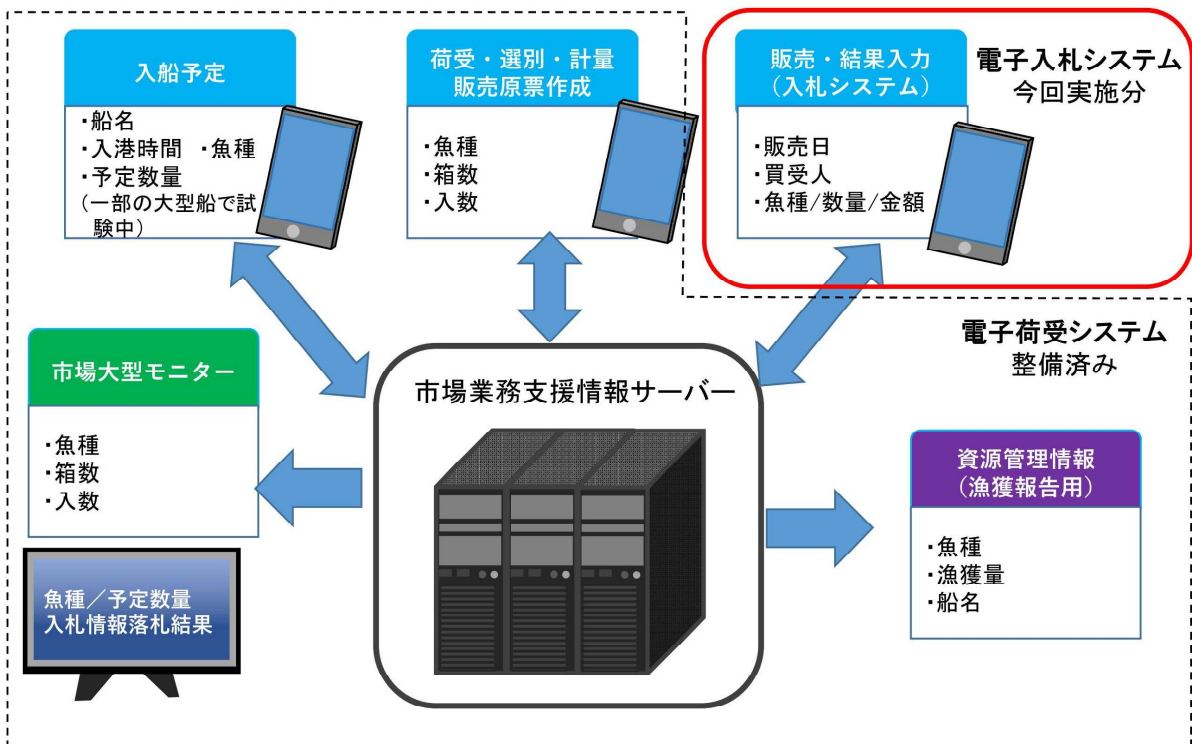 入船予定
・船名
・入港時間 ・魚種
・予定数量
(一部の大型船で試
験中)
荷受・選別・計量
販売原票作成
・魚種
・箱数
・入数
販売・結果入力
(入札システム)
・販売日
・買受人
・魚種/数量/金額
電子入札システム
今回実施分
電子荷受システム
整備済み
市場大型モニター
・魚種
・箱数
・入数
魚種／予定数量
入札情報落札結果
市場業務支援情報サーバー
資源管理情報
(漁獲報告用)
・魚種
・漁獲量
・船名